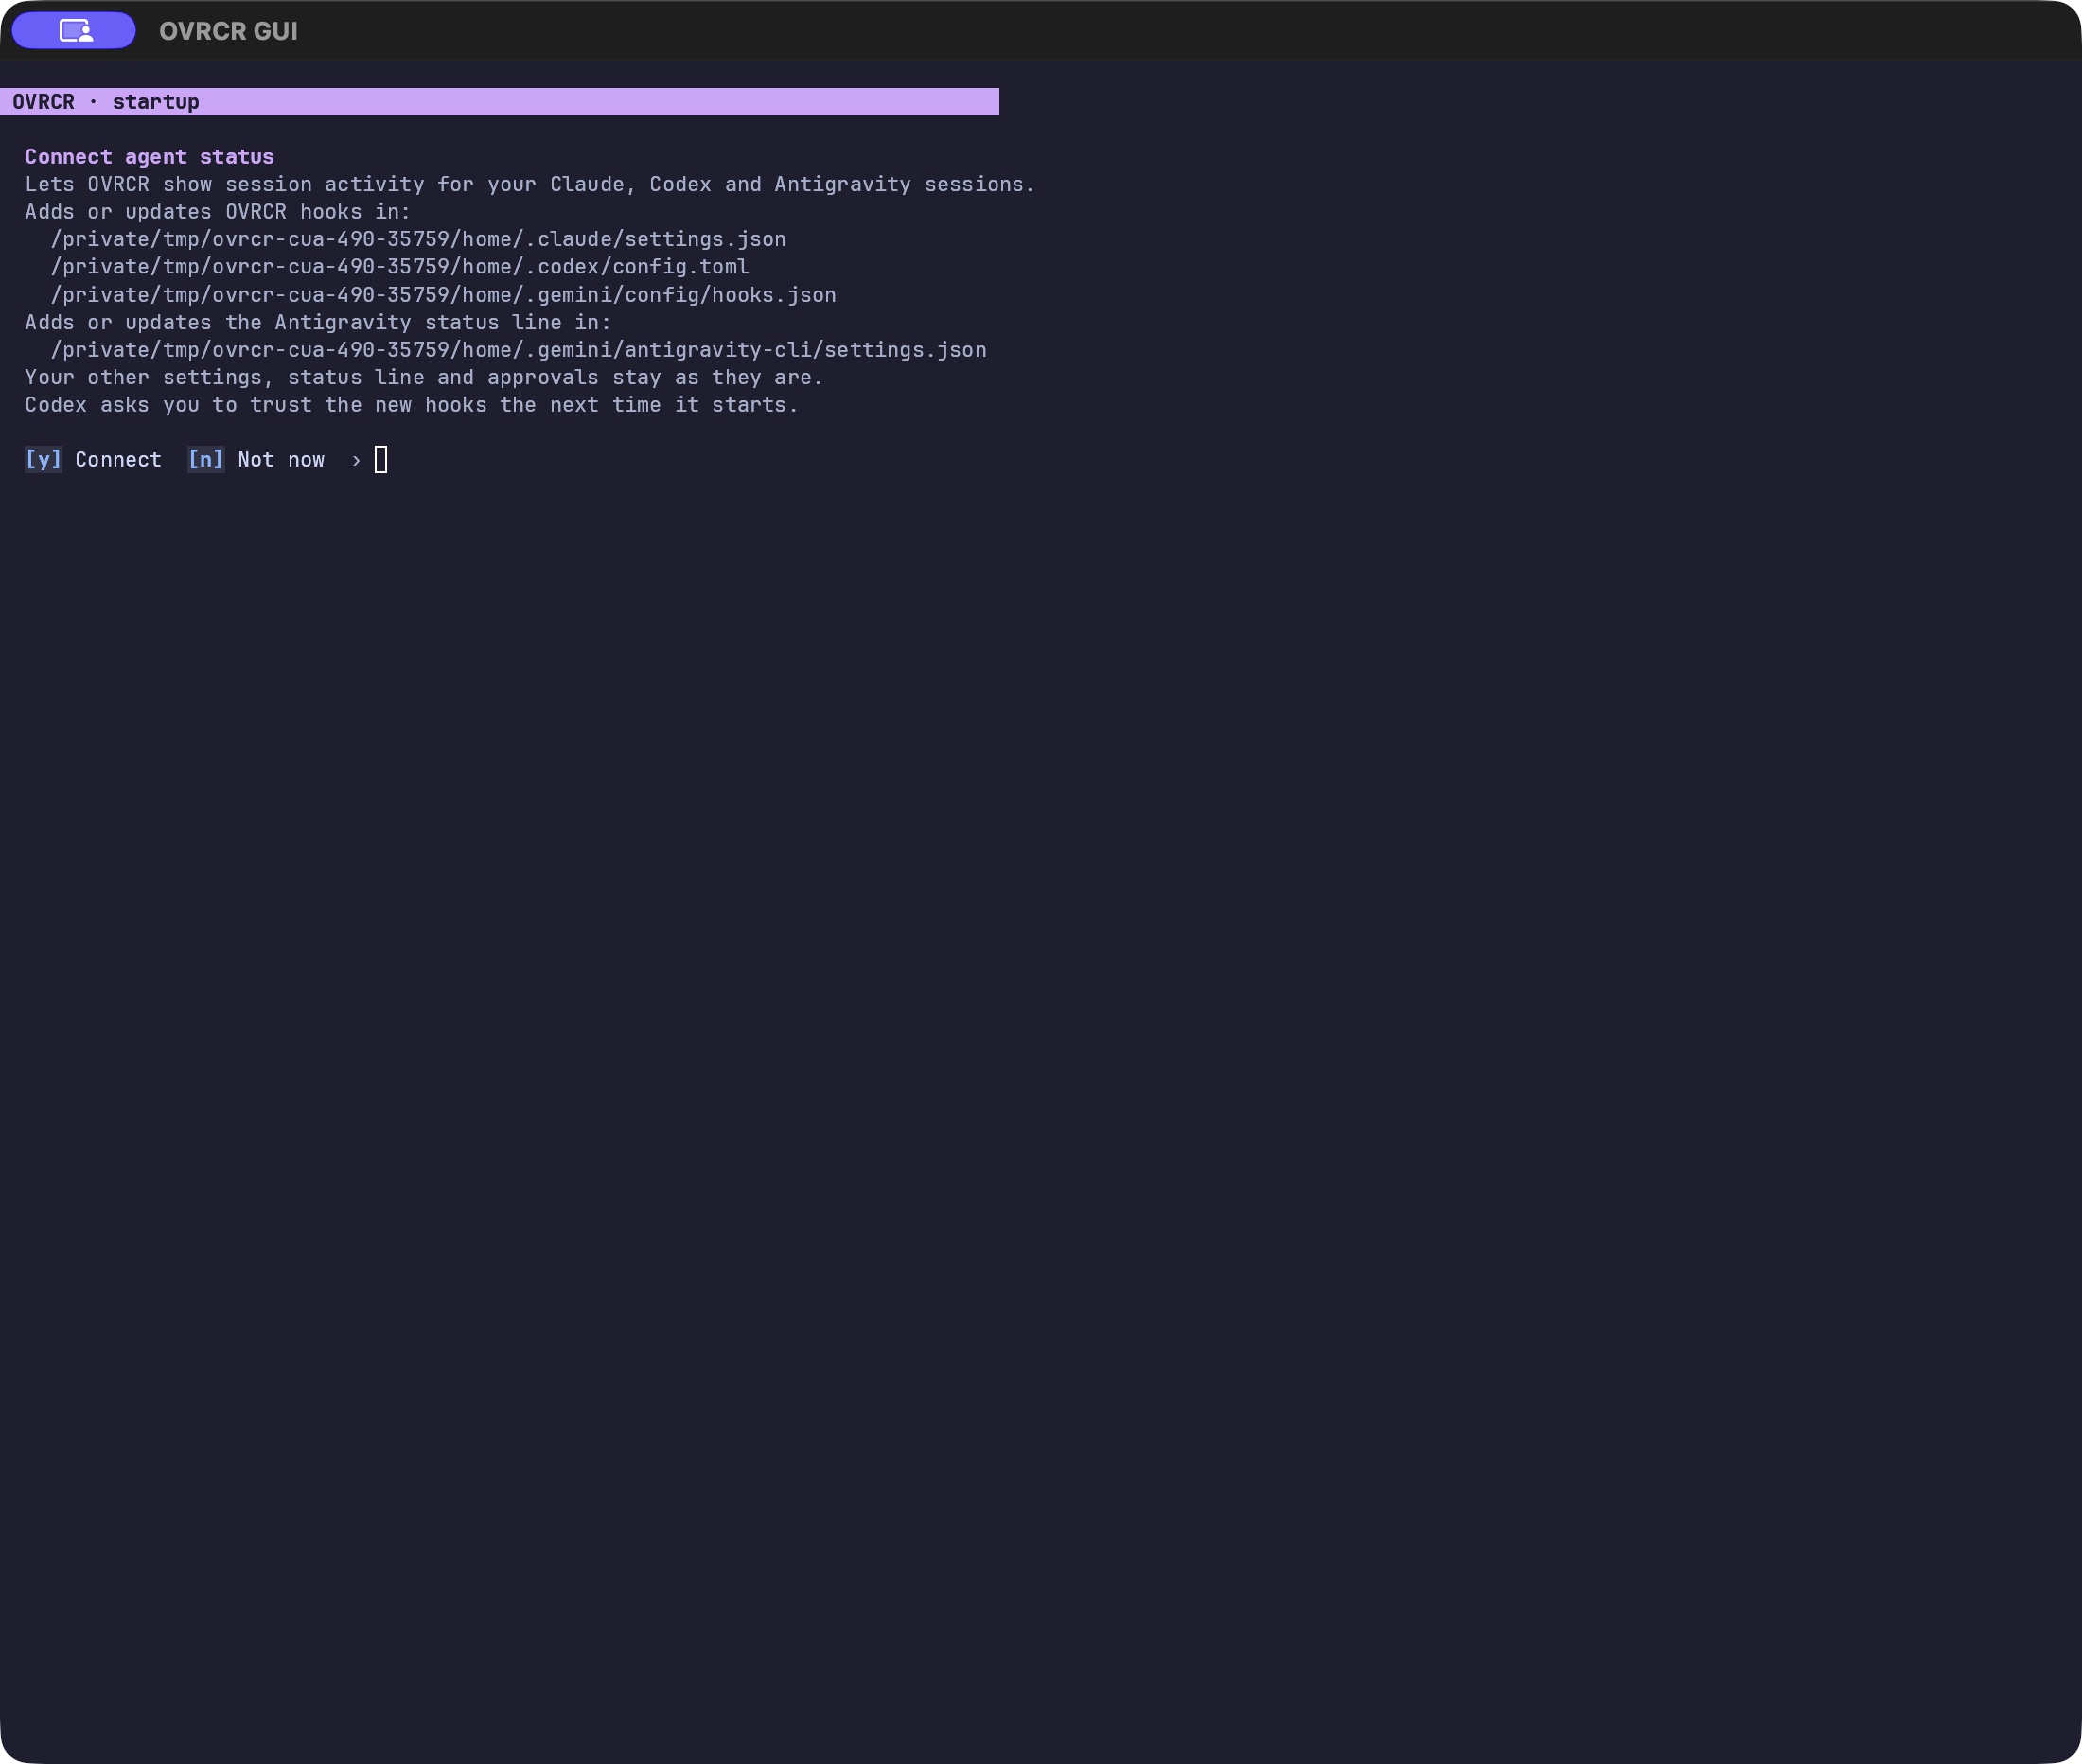 OVRCR GUI
OVRCR · startup
Connect agent status
Lets OVRCR show session activity for your Claude, Codex and Antigravity sessions.
Adds or updates OVRCR hooks in:
/private/tmp/ovrcr-cua-490-35759/home/.claude/settings.json
/private/tmp/ovrcr-cua-490-35759/home/.codex/config.toml
/private/tmp/ovrcr-cua-490-35759/home/.gemini/config/hooks.json
Adds or updates the Antigravity status line in:
/private/tmp/ovrcr-cua-490-35759/home/.gemini/antigravity-cli/settings.json
Your other settings, status line and approvals stay as they are.
Codex asks you to trust the new hooks the next time it starts.
[y] Connect [n] Not now ›